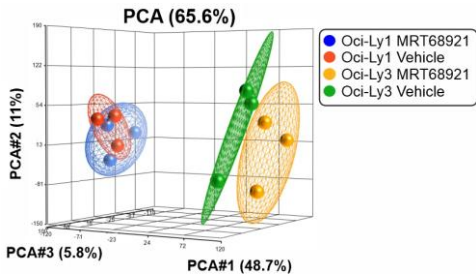 PCA (65.6%)
Oci-Ly1 MRT68921
Oci-Ly1 Vehicle
Oci-Ly3 MRT68921
Oci-Ly3 Vehicle
190
122
54
13
-81
-150
PCA#2 (11%)
-71
-23
24
72
120
120
PCA#3 (5.8%)
PCA#1 (48.7%)